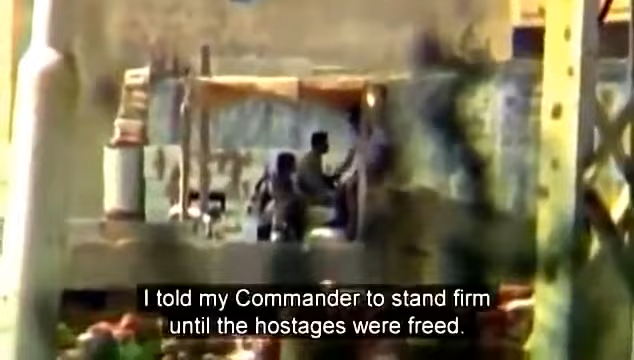 I told my Commander to stand firm
until the hostages were freed.